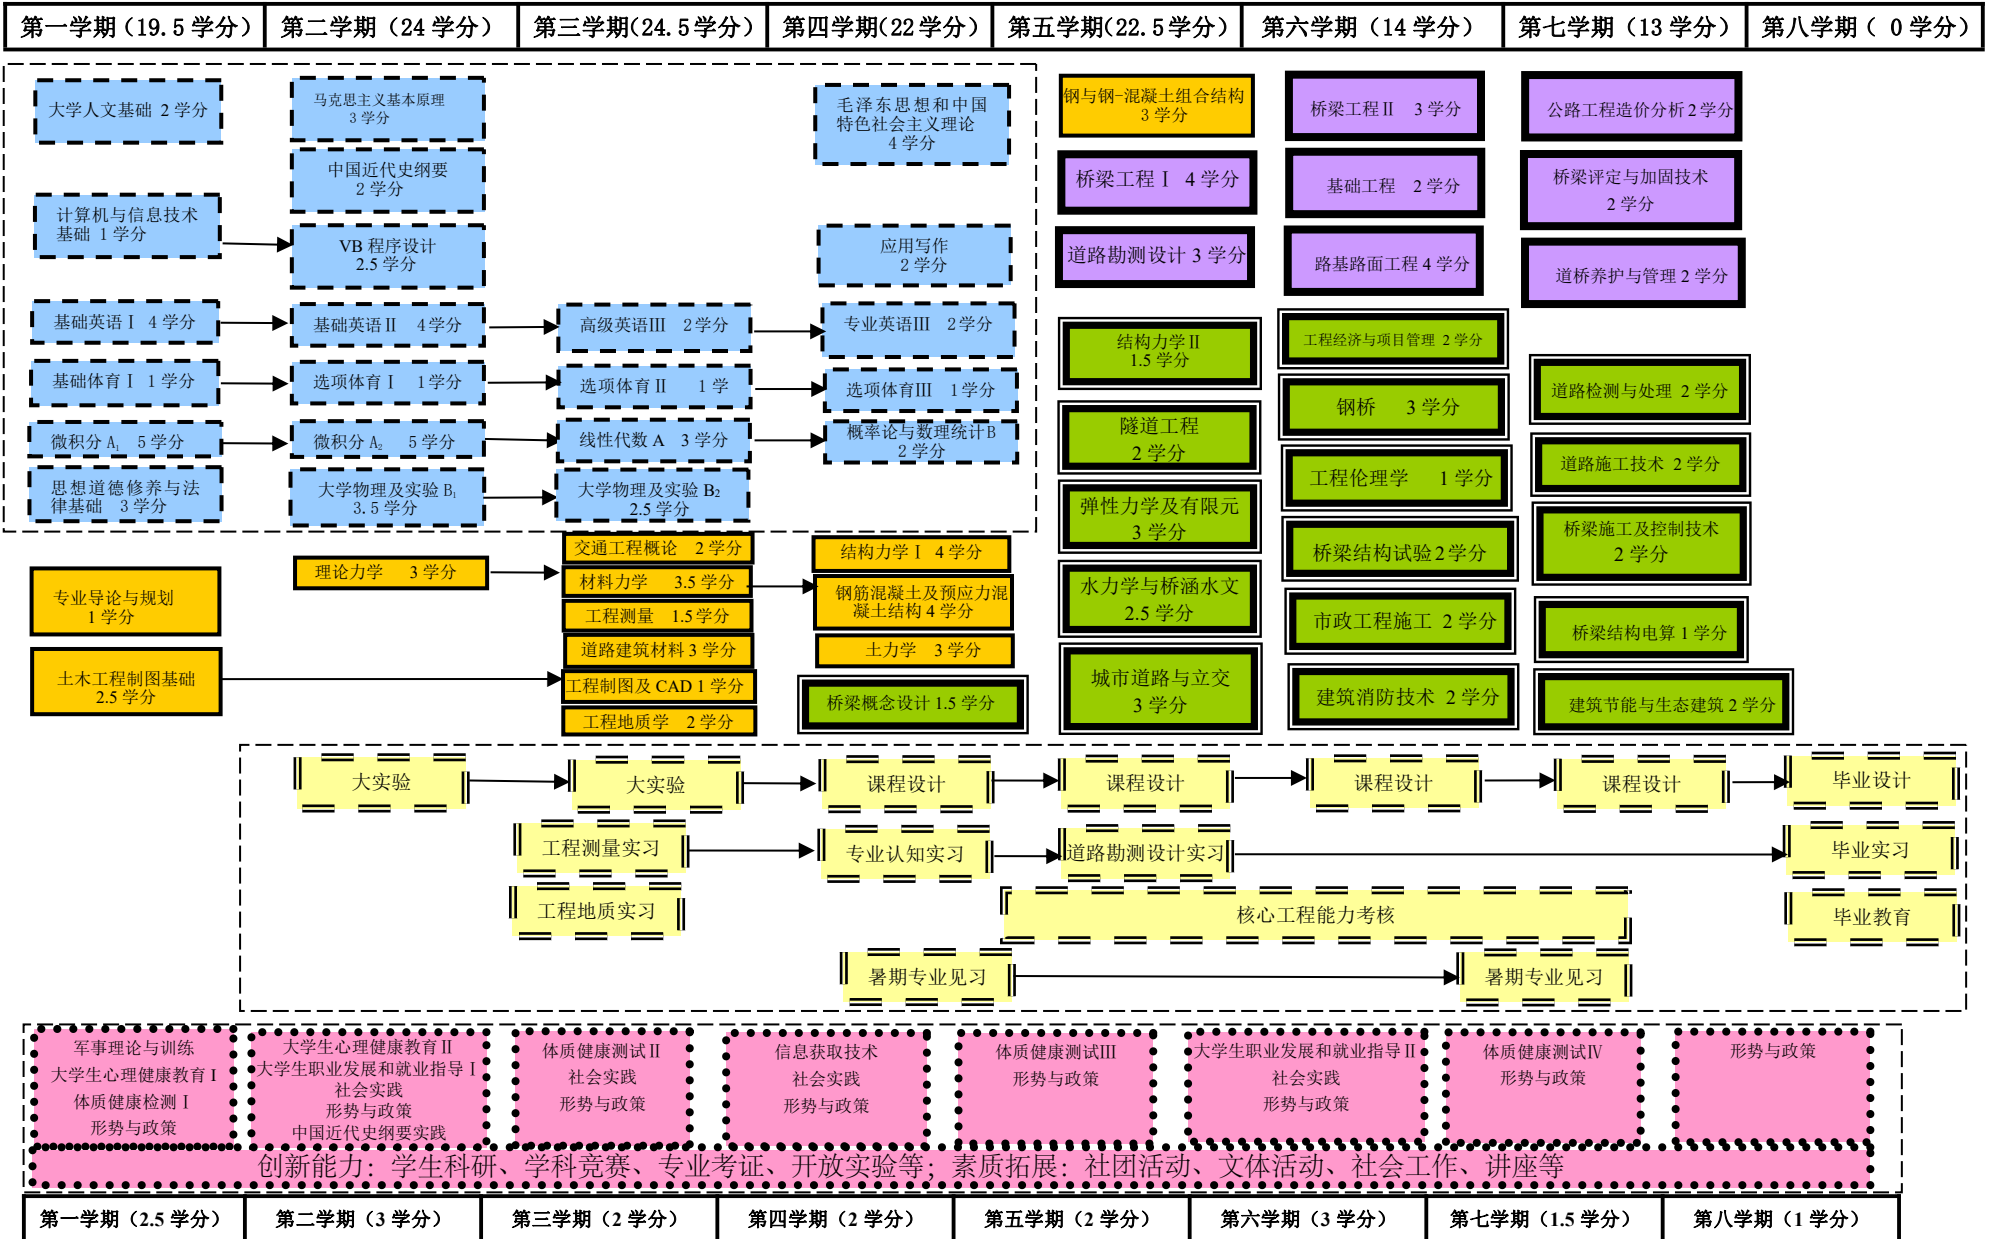 第一学期（19.5 学分）
第二学期（24 学分）
第三学期(24.5 学分）
第四学期(22 学分）
第五学期(22.5 学分）
第六学期（14 学分）
第七学期（13 学分）
第八学期（ 0 学分）
大学人文基础 2 学分
计算机与信息技术
基础 1 学分
基础英语Ⅰ 4 学分
基础体育Ⅰ 1 学分
微积分 A₁ 5 学分
思想道德修养与法
律基础 3 学分
专业导论与规划
1 学分
土木工程制图基础
2.5 学分
马克思主义基本原理
3 学分
中国近代史纲要
2 学分
VB 程序设计
2.5 学分
基础英语Ⅱ 4 学分
选项体育Ⅰ 1 学分
微积分 A₂ 5 学分
大学物理及实验 B₁
3.5 学分
理论力学 3 学分
高级英语Ⅲ 2 学分
选项体育Ⅱ 1 学
线性代数 A 3 学分
大学物理及实验 B₂
2.5 学分
交通工程概论 2 学分
材料力学 3.5 学分
工程测量 1.5 学分
道路建筑材料 3 学分
工程制图及 CAD 1 学分
工程地质学 2 学分
毛泽东思想和中国
特色社会主义理论
4 学分
应用写作
2 学分
专业英语Ⅲ 2 学分
选项体育Ⅲ 1 学分
概率论与数理统计 B
2 学分
结构力学Ⅰ 4 学分
钢筋混凝土及预应力混
凝土结构 4 学分
土力学 3 学分
桥梁概念设计 1.5 学分
钢与钢-混凝土组合结构
3 学分
桥梁工程Ⅰ 4 学分
道路勘测设计 3 学分
结构力学Ⅱ
1.5 学分
隧道工程
2 学分
弹性力学及有限元
3 学分
水力学与桥涵水文
2.5 学分
城市道路与立交
3 学分
桥梁工程Ⅱ 3 学分
基础工程 2 学分
路基路面工程 4 学分
工程经济与项目管理 2 学分
钢桥 3 学分
工程伦理学 1 学分
桥梁结构试验 2 学分
市政工程施工 2 学分
建筑消防技术 2 学分
公路工程造价分析 2 学分
桥梁评定与加固技术
2 学分
道桥养护与管理 2 学分
道路检测与处理 2 学分
道路施工技术 2 学分
桥梁施工及控制技术
2 学分
桥梁结构电算 1 学分
建筑节能与生态建筑 2 学分
大实验
大实验
课程设计
课程设计
课程设计
课程设计
毕业设计
工程测量实习
专业认知实习
道路勘测设计实习
毕业实习
工程地质实习
核心工程能力考核
毕业教育
暑期专业见习
暑期专业见习
军事理论与训练
大学生心理健康教育 I
体质健康检测Ⅰ
形势与政策
大学生心理健康教育Ⅱ
大学生职业发展和就业指导Ⅰ
社会实践
形势与政策
中国近代史纲要实践
体质健康测试Ⅱ
社会实践
形势与政策
信息获取技术
社会实践
形势与政策
体质健康测试Ⅲ
形势与政策
大学生职业发展和就业指导Ⅱ
社会实践
形势与政策
体质健康测试Ⅳ
形势与政策
形势与政策
创新能力：学生科研、学科竞赛、专业考证、开放实验等；素质拓展：社团活动、文体活动、社会工作、讲座等
第一学期（2.5 学分）
第二学期（3 学分）
第三学期（2 学分）
第四学期（2 学分）
第五学期（2 学分）
第六学期（3 学分）
第七学期（1.5 学分）
第八学期（1 学分）